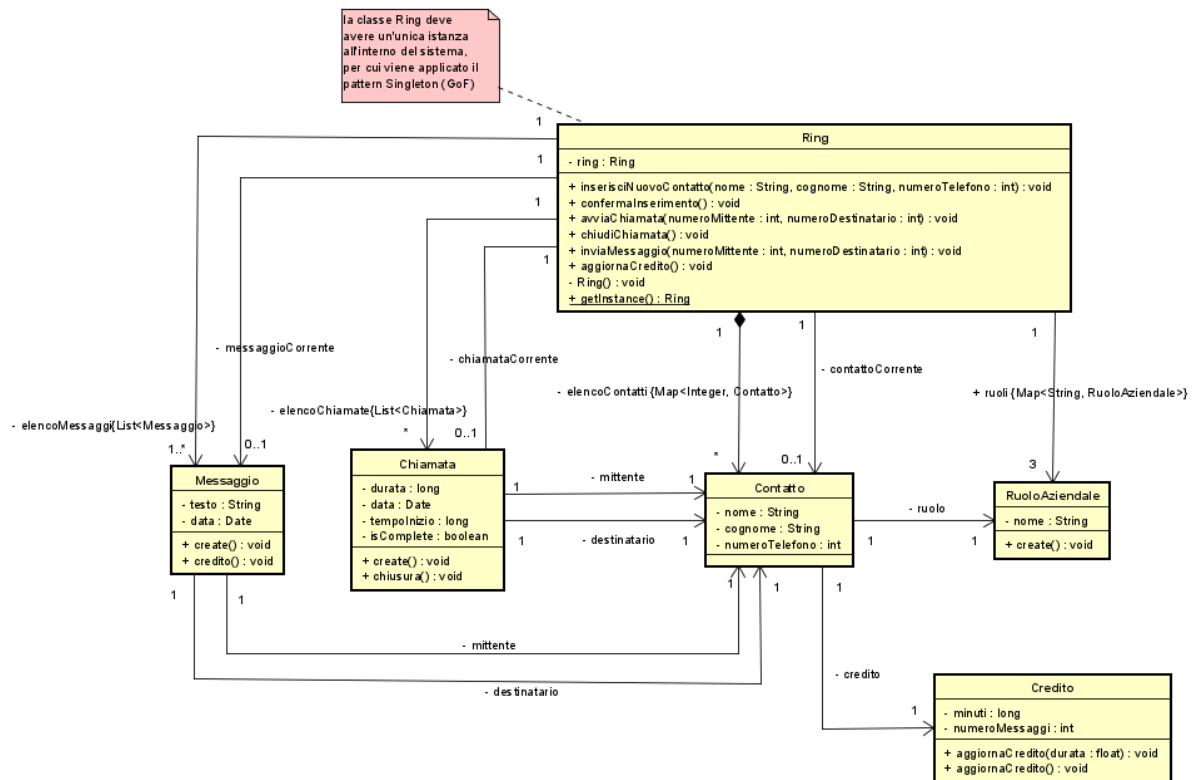 la classe Ring deve
avere un'unica istanza
all'interno del sistema,
per cui viene applicato il
pattern Singleton (GoF)
1
Ring
1
- ring : Ring
+ inserisciNuovoContatto(nome : String, cognome : String, numeroTelefono : int) : void
+ confermaInserimento() : void
1
+ avviaChiamata(numeroMittente : int, numeroDestinatario : int) : void
+ chiudiChiamata() : void
+ inviaMessaggio(numeroMittente : int, numeroDestinatario : int) : void
1
+ aggiornaCredito() : void
- Ring() : void
+ getInstance() : Ring
1
1
1
- messaggioCorrente
- chiamataCorrente
- contattoCorrente
- elencoContatti {Map<Integer, Contatto>}
+ ruoli {Map<String, RuoloAziendale>}
- elencoChiamate{List<Chiamata>}
- elencoMessaggi{List<Messaggio>}
1..*
0..1
*
0..1
*
0..1
3
Messaggio
- testo : String
- data : Date
+ create() : void
+ credito() : void
Chiamata
- durata : long
- data : Date
- tempoInizio : long
- isComplete : boolean
+ create() : void
+ chiusura() : void
1
- mittente
1
1
- destinatario
1
Contatto
- nome : String
- cognome : String
- numeroTelefono : int
- ruolo
1
1
RuoloAziendale
- nome : String
+ create() : void
1
1
1
1
1
- mittente
- destinatario
- credito
1
Credito
- minuti : long
- numeroMessaggi : int
+ aggiornaCredito(durata : float) : void
+ aggiornaCredito() : void